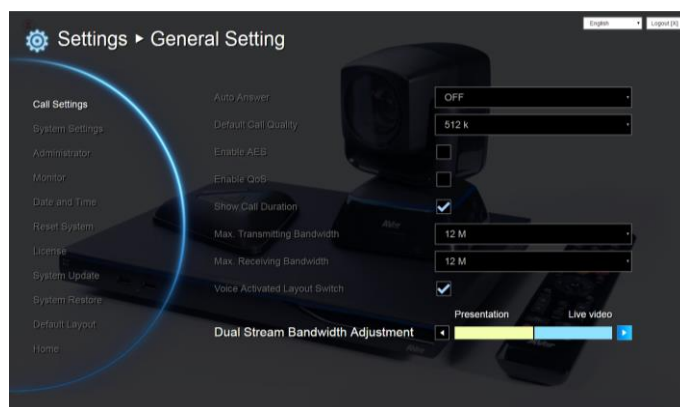 Settings ▸ General Setting
English
Logout [X]
Call Settings
System Settings
Administrator
Monitor
Date and Time
Reset System
License
System Update
System Restore
Default Layout
Home
Auto Answer
OFF
Default Call Quality
512 k
Enable AES
Enable QoS
Show Call Duration
Max. Transmitting Bandwidth
12 M
Max. Receiving Bandwidth
12 M
Voice Activated Layout Switch
Presentation
Live video
Dual Stream Bandwidth Adjustment